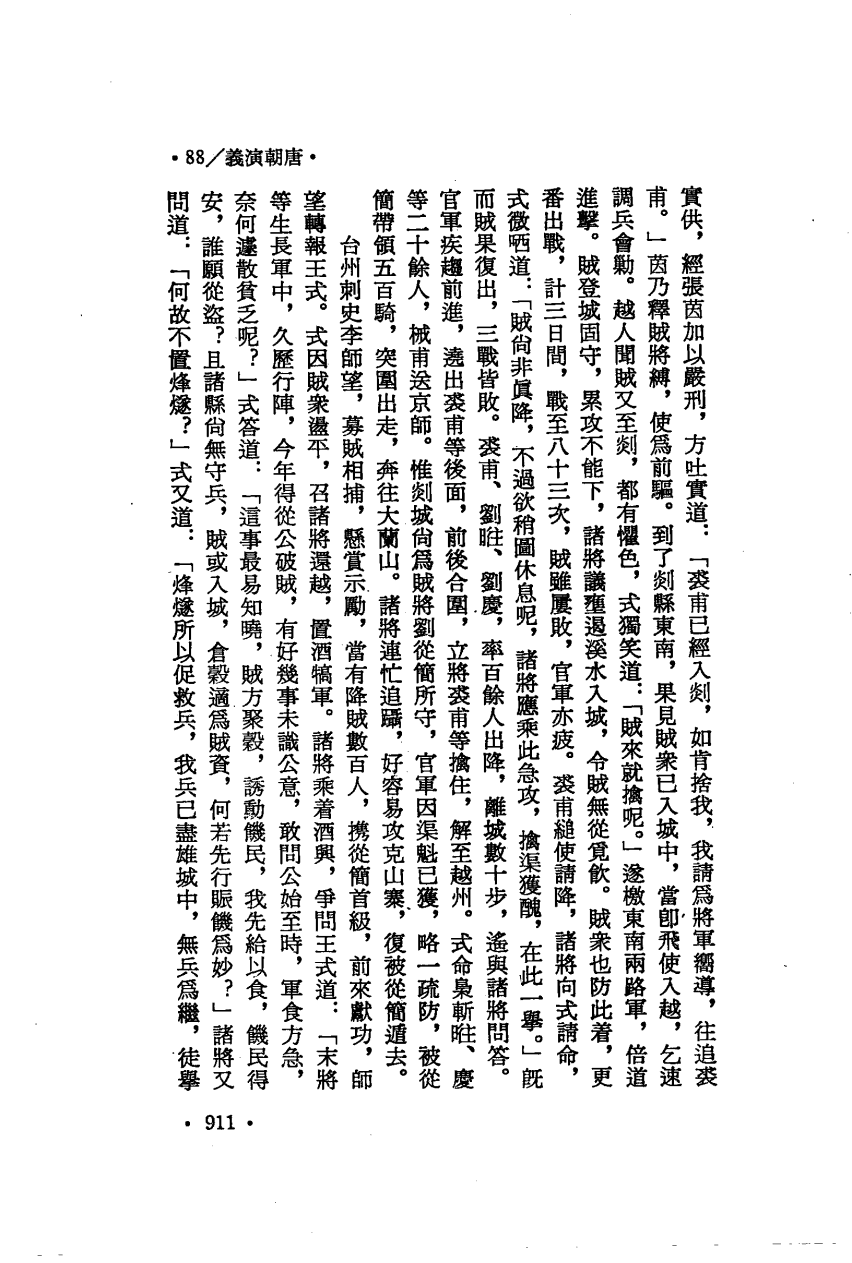 •88/義演朝唐•
實供，經張茵加以嚴刑，方吐實道：「裘甫已經入剡，如肯捨我，我請爲將軍嚮導，往追裘
甫。」茵乃釋賊將縛，使爲前驅。到了剡縣東南，果見賊衆已入城中，當卽飛使入越，乞速
調兵會勦。越人聞賊又至剡，都有懼色，式獨笑道：「賊來就擒呢。」遂檄東南兩路軍，倍道
進擊。賊登城固守，累攻不能下，諸將議壅遏溪水入城，令賊無從覓飲。賊衆也防此着，更
番出戰，計三日間，戰至八十三次，賊雖屢敗，官軍亦疲。裘甫縋使請降，諸將向式請命，
式微哂道：「賊尙非眞降，不過欲稍圖休息呢，諸將應乘此急攻，擒渠獲醜，在此一舉。」旣
而賊果復出，三戰皆敗。裘甫、劉暀、劉慶，率百餘人出降，離城數十步，遙與諸將問答。
官軍疾趨前進，遶出裘甫等後面，前後合圍，立將裘甫等擒住，解至越州。式命梟斬暀、慶
等二十餘人，械甫送京師。惟剡城尙爲賊將劉從簡所守，官軍因渠魁已獲，略一疏防，被從
簡帶領五百騎，突圍出走，奔往大蘭山。諸將連忙追躡，好容易攻克山寨，復被從簡遁去。
台州刺史李師望，募賊相捕，懸賞示勵，當有降賊數百人，携從簡首級，前來獻功，師
望轉報王式。式因賊衆盪平，召諸將還越，置酒犒軍。諸將乘着酒興，爭問王式道：「末將
等生長軍中，久歷行陣，今年得從公破賊，有好幾事未識公意，敢問公始至時，軍食方急，
奈何遽散貧乏呢？」式答道：「這事最易知曉，賊方聚穀，誘動饑民，我先給以食，饑民得
安，誰願從盜？且諸縣尙無守兵，賊或入城，倉穀適爲賊資，何若先行賑饑爲妙？」諸將又
問道：「何故不置烽燧？」式又道：「烽燧所以促救兵，我兵已盡雄城中，無兵爲繼，徒舉
•911•